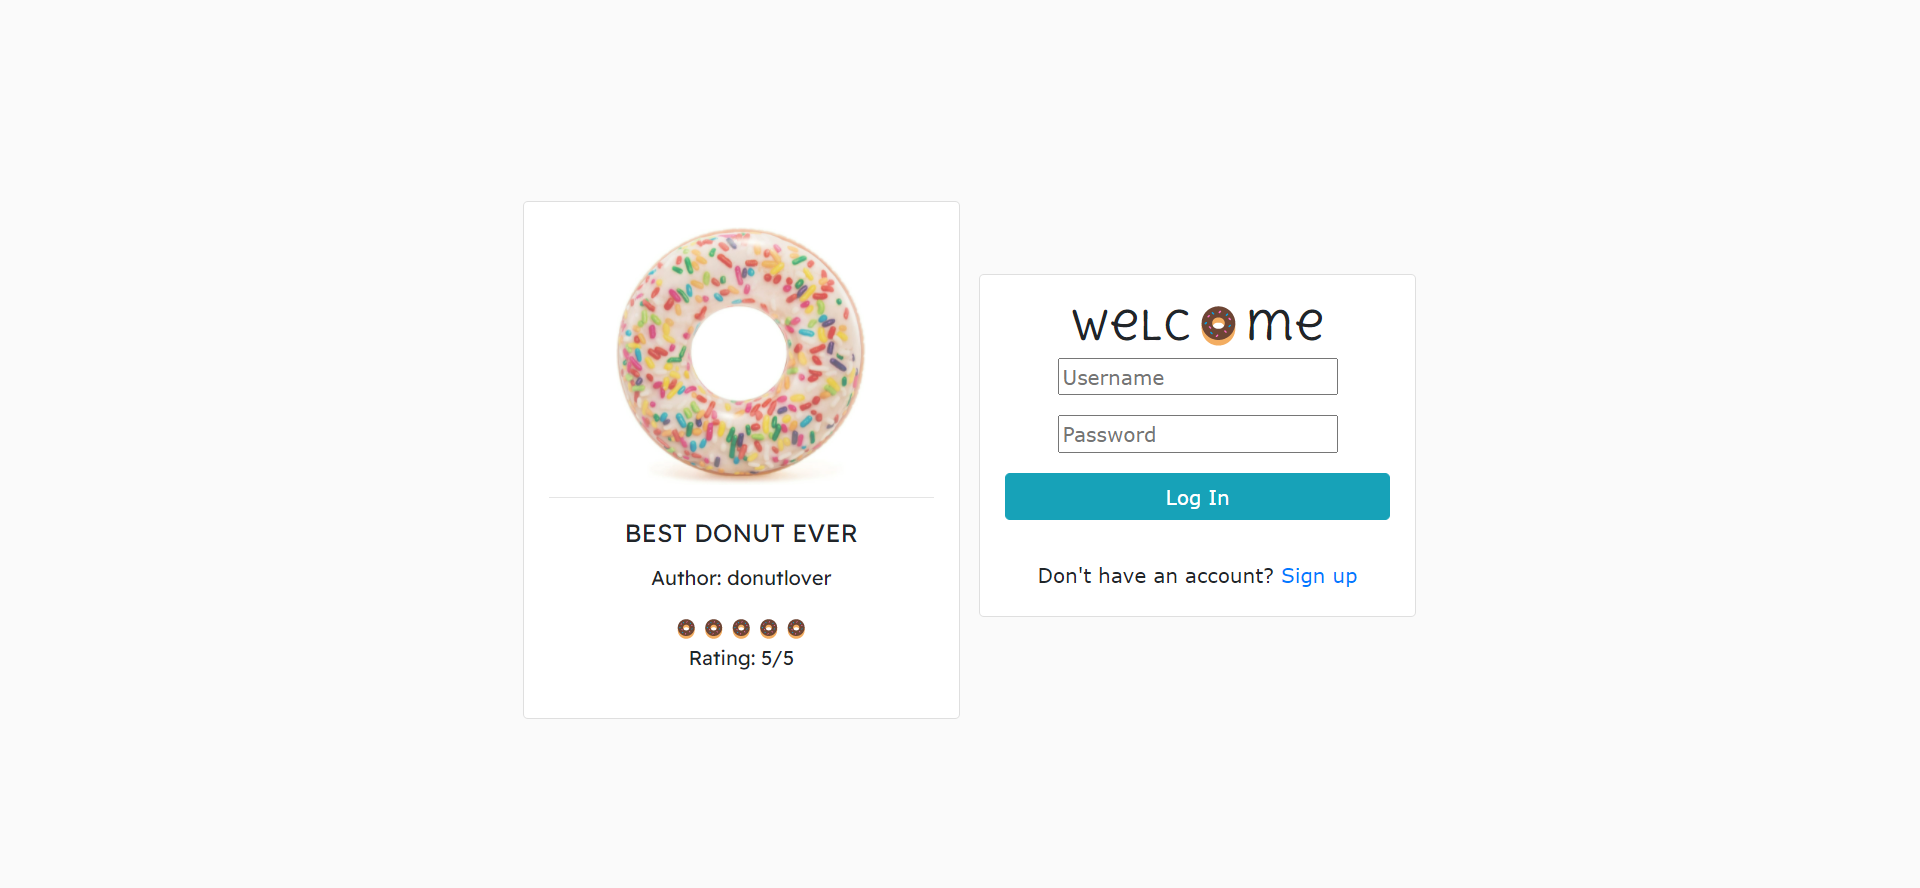 BEST DONUT EVER
Author: donutlover
Rating: 5/5
welc🍩me
Username
Password
Log In
Don't have an account? Sign up